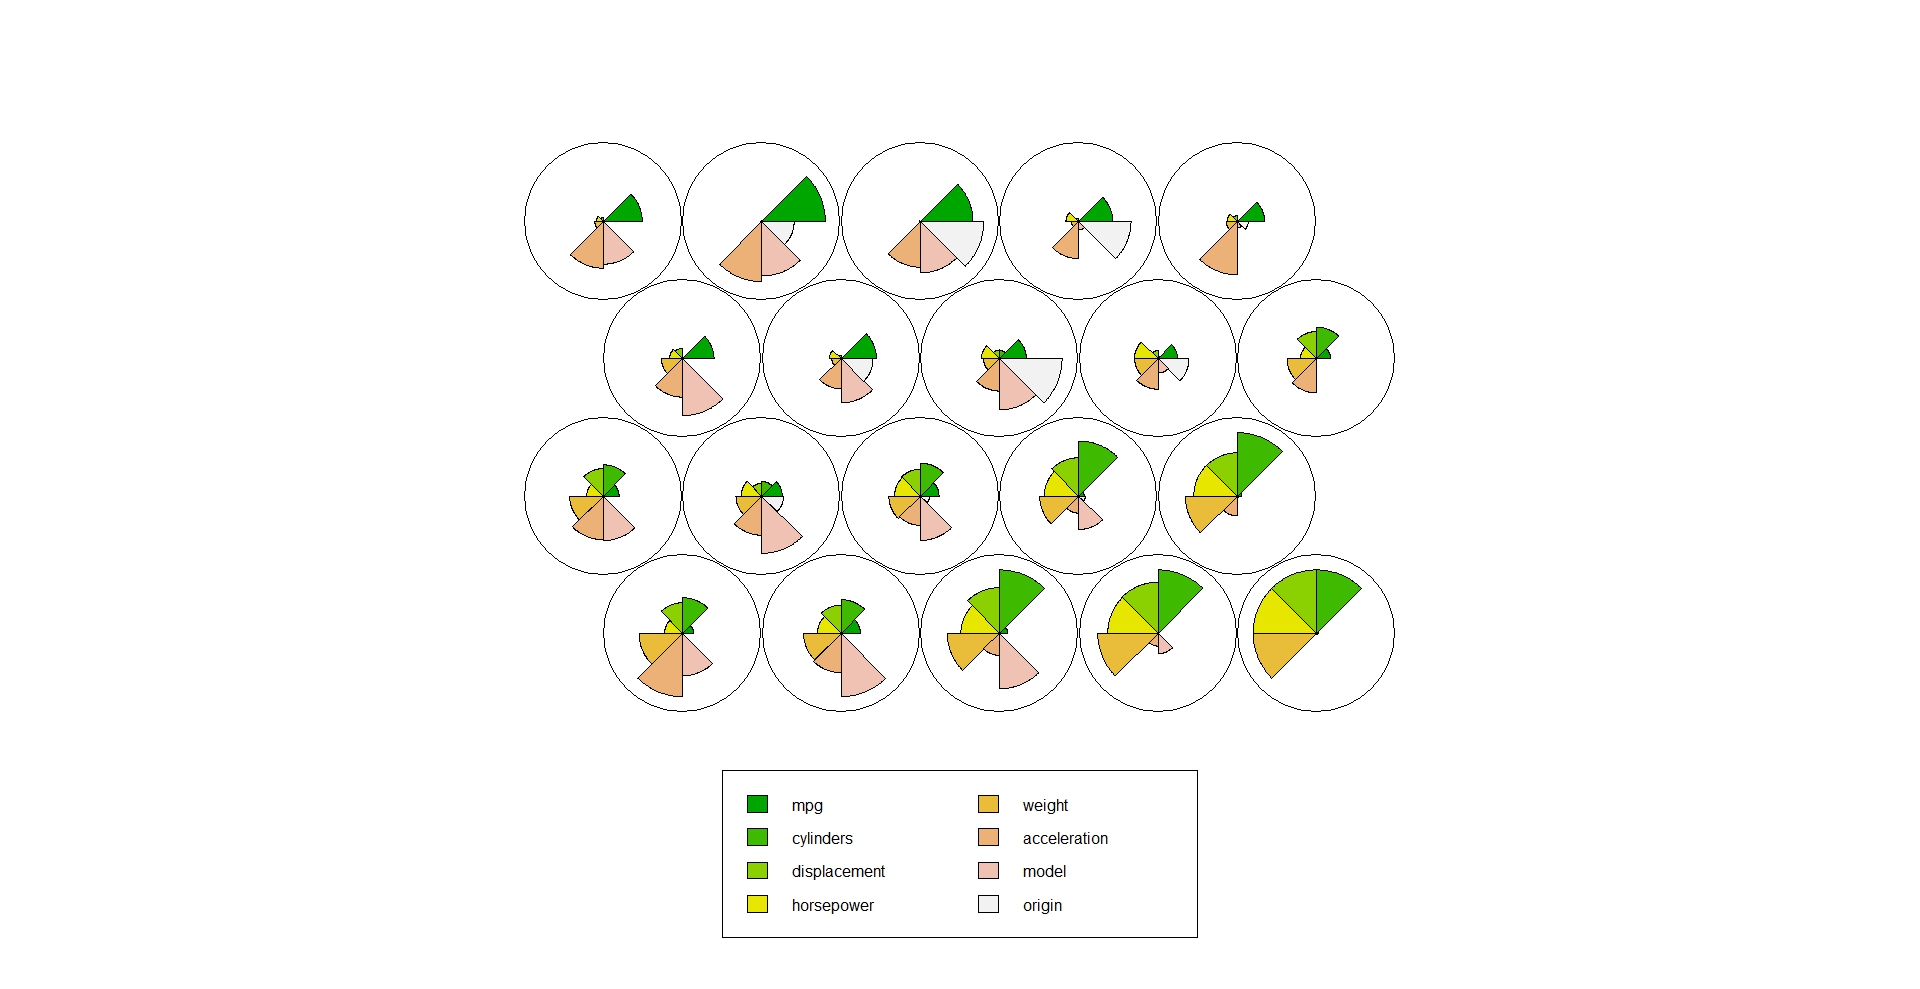 mpg
cylinders
displacement
horsepower
weight
acceleration
model
origin